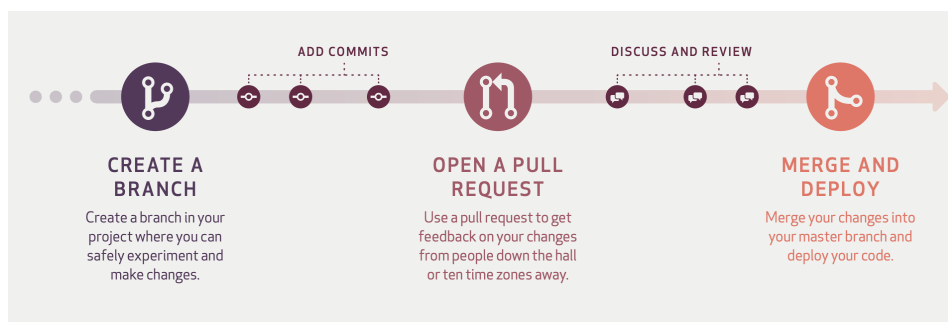 ADD COMMITS
DISCUSS AND REVIEW
CREATE A
BRANCH
Create a branch in your
project where you can
safely experiment and
make changes.
OPEN A PULL
REQUEST
Use a pull request to get
feedback on your changes
from people down the hall
or ten time zones away.
MERGE AND
DEPLOY
Merge your changes into
your master branch and
deploy your code.